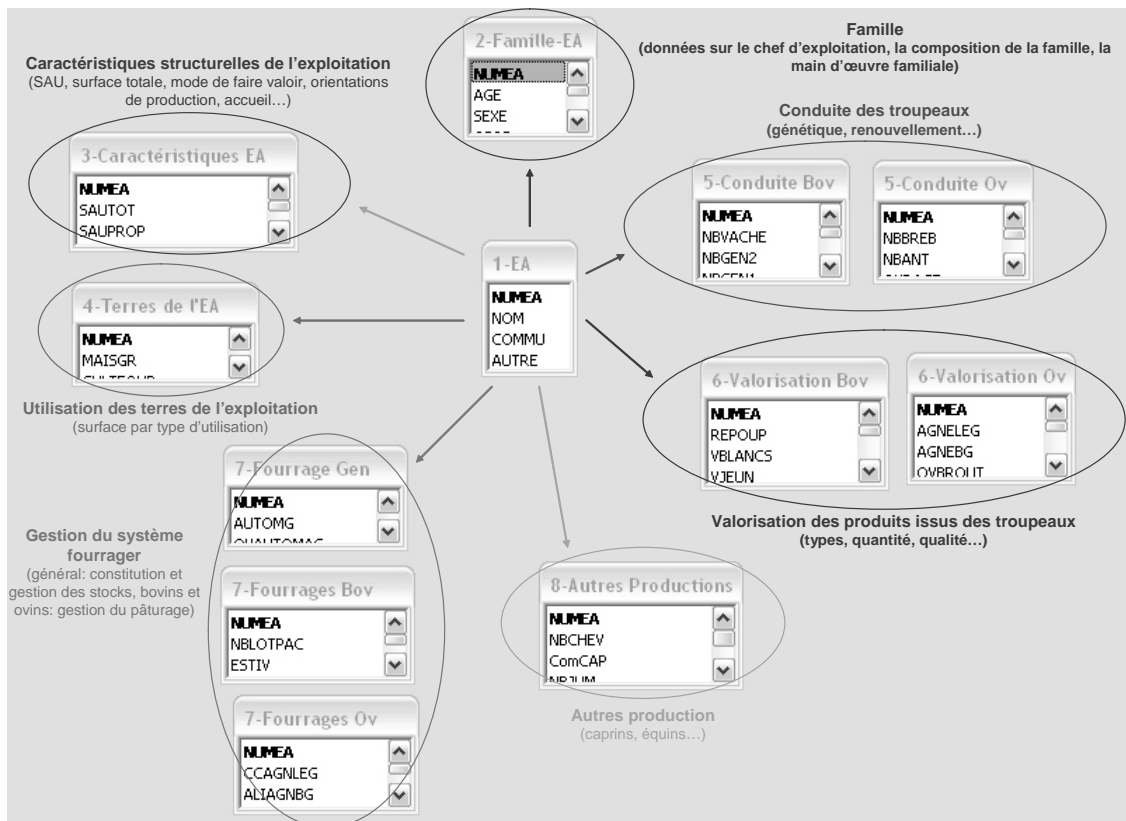 Famille
(données sur le chef d'exploitation, la composition de la famille, la
main d'œuvre familiale)
2-Famille-EA
NUMEA
AGE
SEXE
Caractéristiques structurelles de l'exploitation
(SAU, surface totale, mode de faire valoir, orientations
de production, accueil…)
3-Caractéristiques EA
NUMEA
SAUTOT
SAUPROP
Conduite des troupeaux
(génétique, renouvellement…)
5-Conduite Bov
NUMEA
NBVACHE
NBGEN2
NBGEN1
5-Conduite Ov
NUMEA
NBBREB
NBANT
1-EA
NUMEA
NOM
COMMU
AUTRE
4-Terres de l'EA
NUMEA
MAISGR
Utilisation des terres de l'exploitation
(surface par type d'utilisation)
6-Valorisation Bov
NUMEA
REPOUP
VBLANCS
VJEUN
6-Valorisation Ov
NUMEA
AGNELEG
AGNEBG
OVBROUT
Valorisation des produits issus des troupeaux
(types, quantité, qualité…)
7-Fourrage Gen
NUMEA
AUTOMG
QUAUTOMAG
Gestion du système
fourrager
(général: constitution et
gestion des stocks, bovins et
ovins: gestion du pâturage)
7-Fourrages Bov
NUMEA
NBLOTPAC
ESTIV
7-Fourrages Ov
NUMEA
CCAGNLEG
ALIAGNBG
8-Autres Productions
NUMEA
NBCHEV
ComCAP
NBJUM
Autres production
(caprins, équins…)